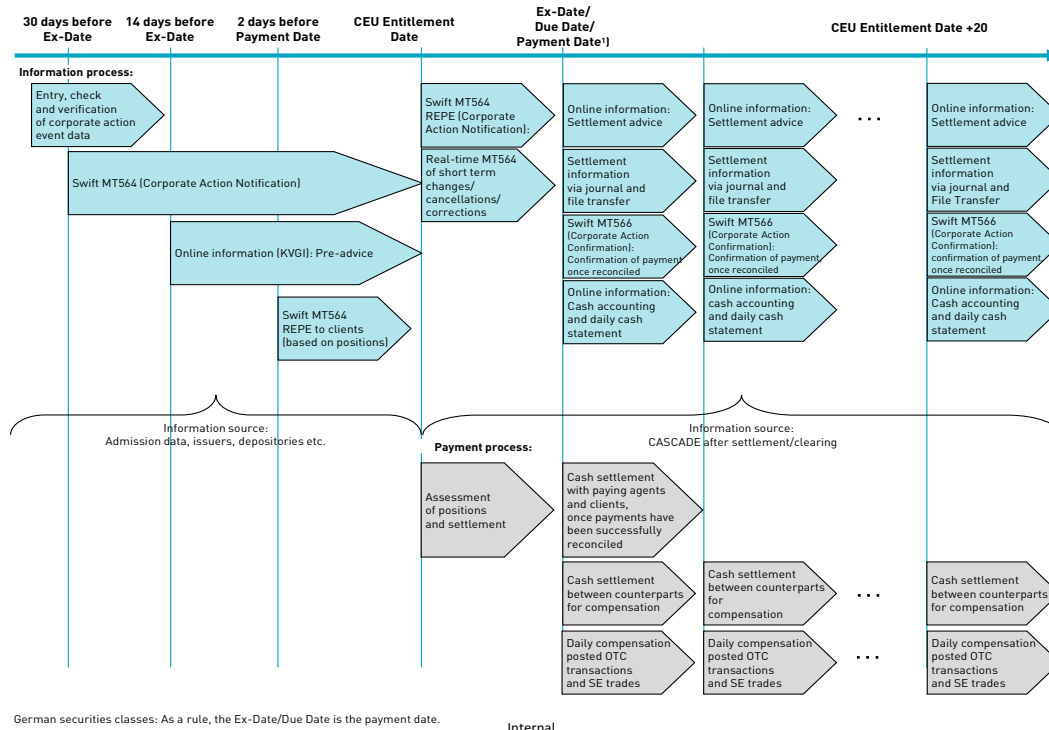 30 days before
Ex-Date
14 days before
Ex-Date
2 days before
Payment Date
CEU Entitlement
Date
Ex-Date/
Due Date/
Payment Date¹⁾
CEU Entitlement Date +20
Information process:
Entry, check
and verification
of corporate action
event data
Swift MT564
REPE (Corporate
Action Notification):
Online information:
Settlement advice
Online information:
Settlement advice
...
Online information:
Settlement advice
Swift MT564 (Corporate Action Notification)
Real-time MT564
of short term
changes/
cancellations/
corrections
Settlement
information
via journal and
file transfer
Settlement
information
via journal and
file transfer
Settlement
information
via journal and
File Transfer
Online information (KVGI): Pre-advice
Swift MT566
(Corporate Action
Confirmation):
Confirmation of payment
once reconciled
Swift MT566
(Corporate Action
Confirmation):
Confirmation of payment
once reconciled
Swift MT566
(Corporate Action
Confirmation):
confirmation of payment
once reconciled
Swift MT564
REPE to clients
(based on positions)
Online information:
Cash accounting
and daily cash
statement
Online information:
cash accounting
and daily cash
statement
Online information:
cash accounting
and daily cash
statement
Information source:
Admission data, issuers, depositories etc.
Information source:
CASCADE after settlement/clearing
Payment process:
Assessment
of positions
and settlement
Cash settlement
with paying agents
and clients,
once payments have
been successfully
reconciled
Cash settlement
between counterparts
for compensation
Cash settlement
between counterparts
for
compensation
...
Cash settlement
between counterparts
for compensation
Daily compensation
posted OTC
transactions
and SE trades
Daily compensation
posted OTC
transactions
and SE trades
...
Daily compensation
posted OTC
transactions
and SE trades
German securities classes: As a rule, the Ex-Date/Due Date is the payment date.
Internal